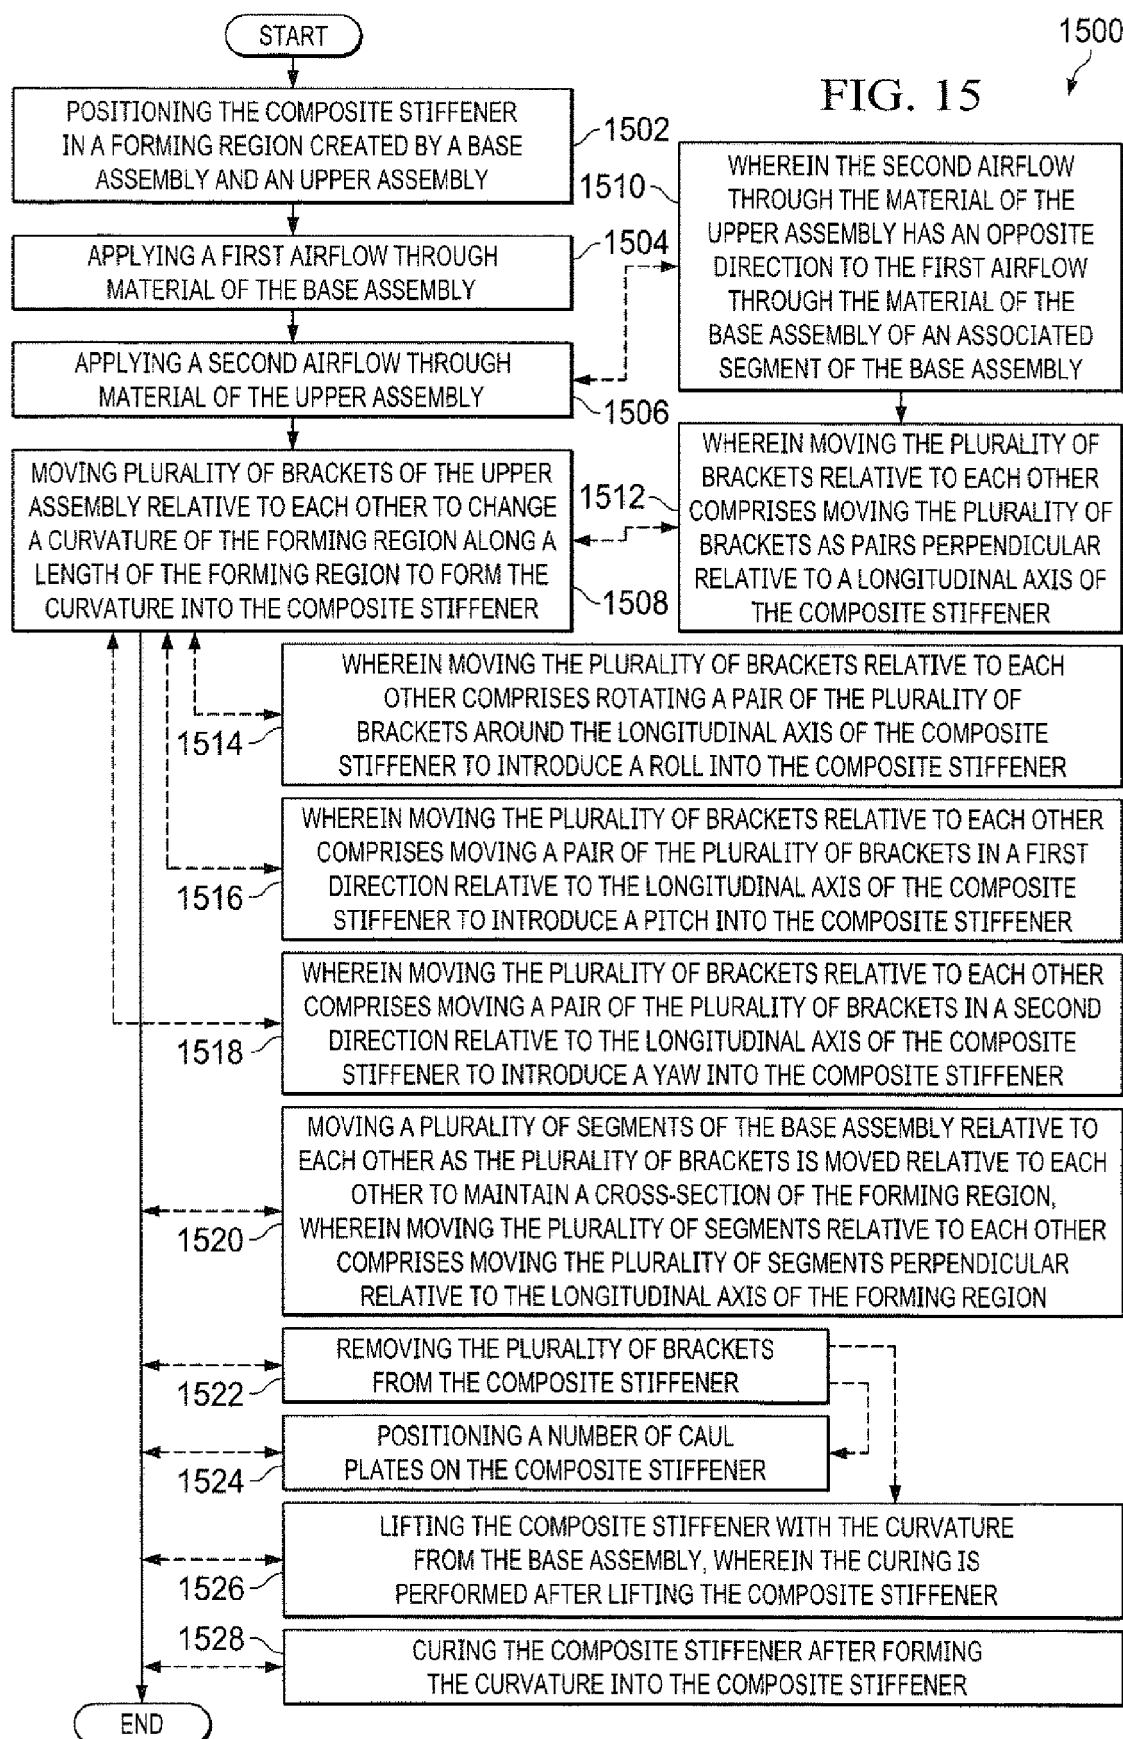 START
1500
FIG. 15
POSITIONING THE COMPOSITE STIFFENER
IN A FORMING REGION CREATED BY A BASE
ASSEMBLY AND AN UPPER ASSEMBLY
1502
APPLYING A FIRST AIRFLOW THROUGH
MATERIAL OF THE BASE ASSEMBLY
1504
APPLYING A SECOND AIRFLOW THROUGH
MATERIAL OF THE UPPER ASSEMBLY
1506
MOVING PLURALITY OF BRACKETS OF THE UPPER
ASSEMBLY RELATIVE TO EACH OTHER TO CHANGE
A CURVATURE OF THE FORMING REGION ALONG A
LENGTH OF THE FORMING REGION TO FORM THE
CURVATURE INTO THE COMPOSITE STIFFENER
1508
1510
WHEREIN THE SECOND AIRFLOW
THROUGH THE MATERIAL OF THE
UPPER ASSEMBLY HAS AN OPPOSITE
DIRECTION TO THE FIRST AIRFLOW
THROUGH THE MATERIAL OF THE
BASE ASSEMBLY OF AN ASSOCIATED
SEGMENT OF THE BASE ASSEMBLY
1512
WHEREIN MOVING THE PLURALITY OF
BRACKETS RELATIVE TO EACH OTHER
COMPRISES MOVING THE PLURALITY OF
BRACKETS AS PAIRS PERPENDICULAR
RELATIVE TO A LONGITUDINAL AXIS OF
THE COMPOSITE STIFFENER
WHEREIN MOVING THE PLURALITY OF BRACKETS RELATIVE TO EACH
OTHER COMPRISES ROTATING A PAIR OF THE PLURALITY OF
BRACKETS AROUND THE LONGITUDINAL AXIS OF THE COMPOSITE
STIFFENER TO INTRODUCE A ROLL INTO THE COMPOSITE STIFFENER
1514
WHEREIN MOVING THE PLURALITY OF BRACKETS RELATIVE TO EACH OTHER
COMPRISES MOVING A PAIR OF THE PLURALITY OF BRACKETS IN A FIRST
DIRECTION RELATIVE TO THE LONGITUDINAL AXIS OF THE COMPOSITE
STIFFENER TO INTRODUCE A PITCH INTO THE COMPOSITE STIFFENER
1516
WHEREIN MOVING THE PLURALITY OF BRACKETS RELATIVE TO EACH OTHER
COMPRISES MOVING A PAIR OF THE PLURALITY OF BRACKETS IN A SECOND
DIRECTION RELATIVE TO THE LONGITUDINAL AXIS OF THE COMPOSITE
STIFFENER TO INTRODUCE A YAW INTO THE COMPOSITE STIFFENER
1518
MOVING A PLURALITY OF SEGMENTS OF THE BASE ASSEMBLY RELATIVE TO
EACH OTHER AS THE PLURALITY OF BRACKETS IS MOVED RELATIVE TO EACH
OTHER TO MAINTAIN A CROSS-SECTION OF THE FORMING REGION,
WHEREIN MOVING THE PLURALITY OF SEGMENTS RELATIVE TO EACH OTHER
COMPRISES MOVING THE PLURALITY OF SEGMENTS PERPENDICULAR
RELATIVE TO THE LONGITUDINAL AXIS OF THE FORMING REGION
1520
REMOVING THE PLURALITY OF BRACKETS
FROM THE COMPOSITE STIFFENER
1522
POSITIONING A NUMBER OF CAUL
PLATES ON THE COMPOSITE STIFFENER
1524
LIFTING THE COMPOSITE STIFFENER WITH THE CURVATURE
FROM THE BASE ASSEMBLY, WHEREIN THE CURING IS
PERFORMED AFTER LIFTING THE COMPOSITE STIFFENER
1526
1528
CURING THE COMPOSITE STIFFENER AFTER FORMING
THE CURVATURE INTO THE COMPOSITE STIFFENER
END